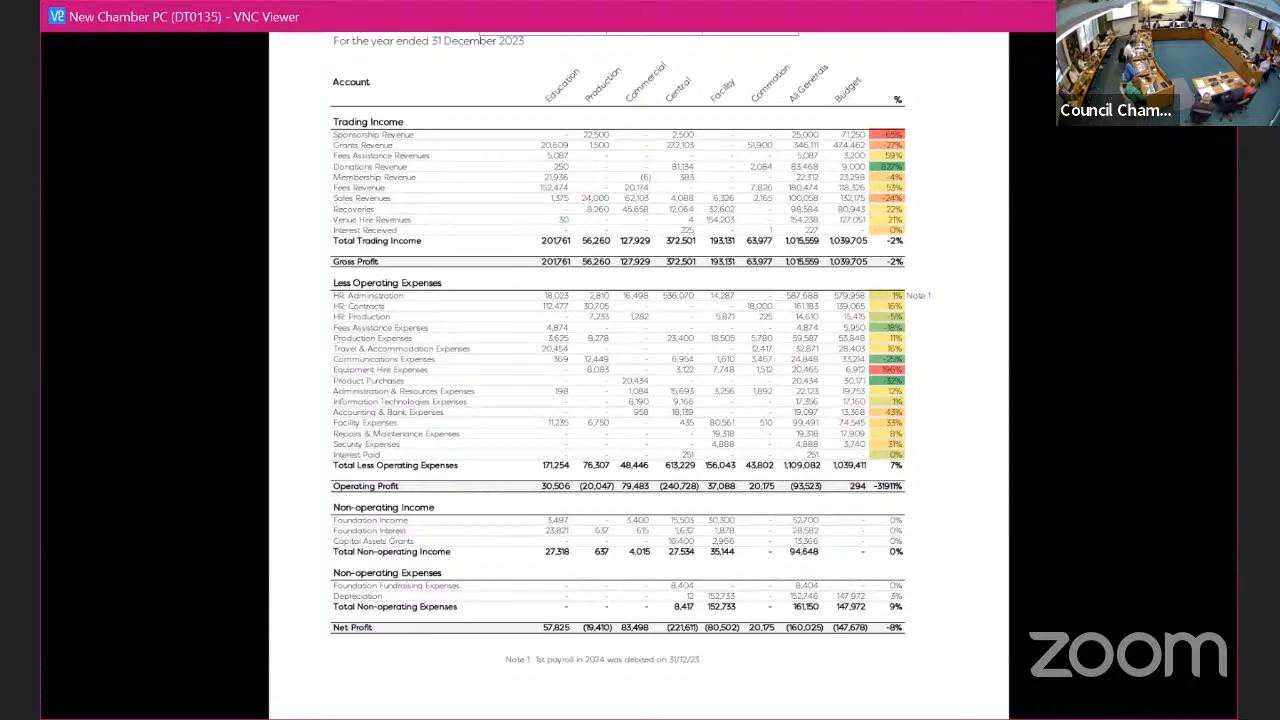 New Chamber PC (DT0135) - VNC Viewer
Council Cham...
For the year ended 31 December 2023
Account Education Production Commercial Central Facility Commotion All Generals Budget %
Trading Income
Sponsorship Revenue - 22,500 - 2,500 - - 25,000 71,250 -65%
Grants Revenue 20,609 1,500 - 272,103 - 51,900 346,111 474,462 -27%
Fees Assistance Revenues 5,087 - - - - - 5,087 3,200 59%
Donations Revenue 250 - - 81,134 - 2,084 83,468 9,000 827%
Membership Revenue 21,936 - (6) 383 - - 22,312 23,298 -4%
Fees Revenue 152,474 - 20,174 - - 7,826 180,474 118,326 53%
Sales Revenues 1,375 24,000 62,103 4,088 6,326 2,165 100,058 132,175 -24%
Recoveries - 8,260 45,658 12,064 32,602 - 98,584 80,943 22%
Venue Hire Revenues 30 - - 4 154,203 - 154,238 127,051 21%
Interest Received - - - 225 - 1 227 - 0%
Total Trading Income 201,761 56,260 127,929 372,501 193,131 63,977 1,015,559 1,039,705 -2%
Gross Profit 201,761 56,260 127,929 372,501 193,131 63,977 1,015,559 1,039,705 -2%
Less Operating Expenses
HR: Administration 18,023 2,810 16,498 536,070 14,287 - 587,688 579,958 1% Note 1
HR: Contracts 112,477 30,705 - - - 18,000 161,183 139,065 16%
HR: Production - 7,233 1,282 - 5,871 225 14,610 15,415 -5%
Fees Assistance Expenses 4,874 - - - - - 4,874 5,950 -18%
Production Expenses 3,625 8,278 - 23,400 18,505 5,780 59,587 53,848 11%
Travel & Accommodation Expenses 20,454 - - - - 12,417 32,871 28,403 16%
Communications Expenses 369 12,449 - 6,954 1,610 3,467 24,848 33,214 -25%
Equipment Hire Expenses - 8,083 - 3,122 7,748 1,512 20,465 6,912 196%
Product Purchases - - 20,434 - - - 20,434 30,171 -32%
Administration & Resources Expenses 198 - 1,084 15,693 3,256 1,892 22,123 19,753 12%
Information Technologies Expenses - - 8,190 9,166 - - 17,356 17,160 1%
Accounting & Bank Expenses - - 958 18,139 - - 19,097 13,368 43%
Facility Expenses 11,235 6,750 - 435 80,561 510 99,491 74,545 33%
Repairs & Maintenance Expenses - - - - 19,318 - 19,318 17,909 8%
Security Expenses - - - - 4,888 - 4,888 3,740 31%
Interest Paid - - - 251 - - 251 - 0%
Total Less Operating Expenses 171,254 76,307 48,446 613,229 156,043 43,802 1,109,082 1,039,411 7%
Operating Profit 30,506 (20,047) 79,483 (240,728) 37,088 20,175 (93,523) 294 -31911%
Non-operating Income
Foundation Income 3,497 - 3,400 15,503 30,300 - 52,700 - 0%
Foundation Interest 23,821 637 615 1,632 1,878 - 28,582 - 0%
Capital Assets Grants - - - 10,400 2,966 - 13,366 - 0%
Total Non-operating Income 27,318 637 4,015 27,534 35,144 - 94,648 - 0%
Non-operating Expenses
Foundation Fundraising Expenses - - - 8,404 - - 8,404 - 0%
Depreciation - - - 12 152,733 - 152,746 147,972 3%
Total Non-operating Expenses - - - 8,417 152,733 - 161,150 147,972 9%
Net Profit 57,825 (19,410) 83,498 (221,611) (80,502) 20,175 (160,025) (147,678) -8%
Note 1: 1st payroll in 2024 was debited on 31/12/23
zoom